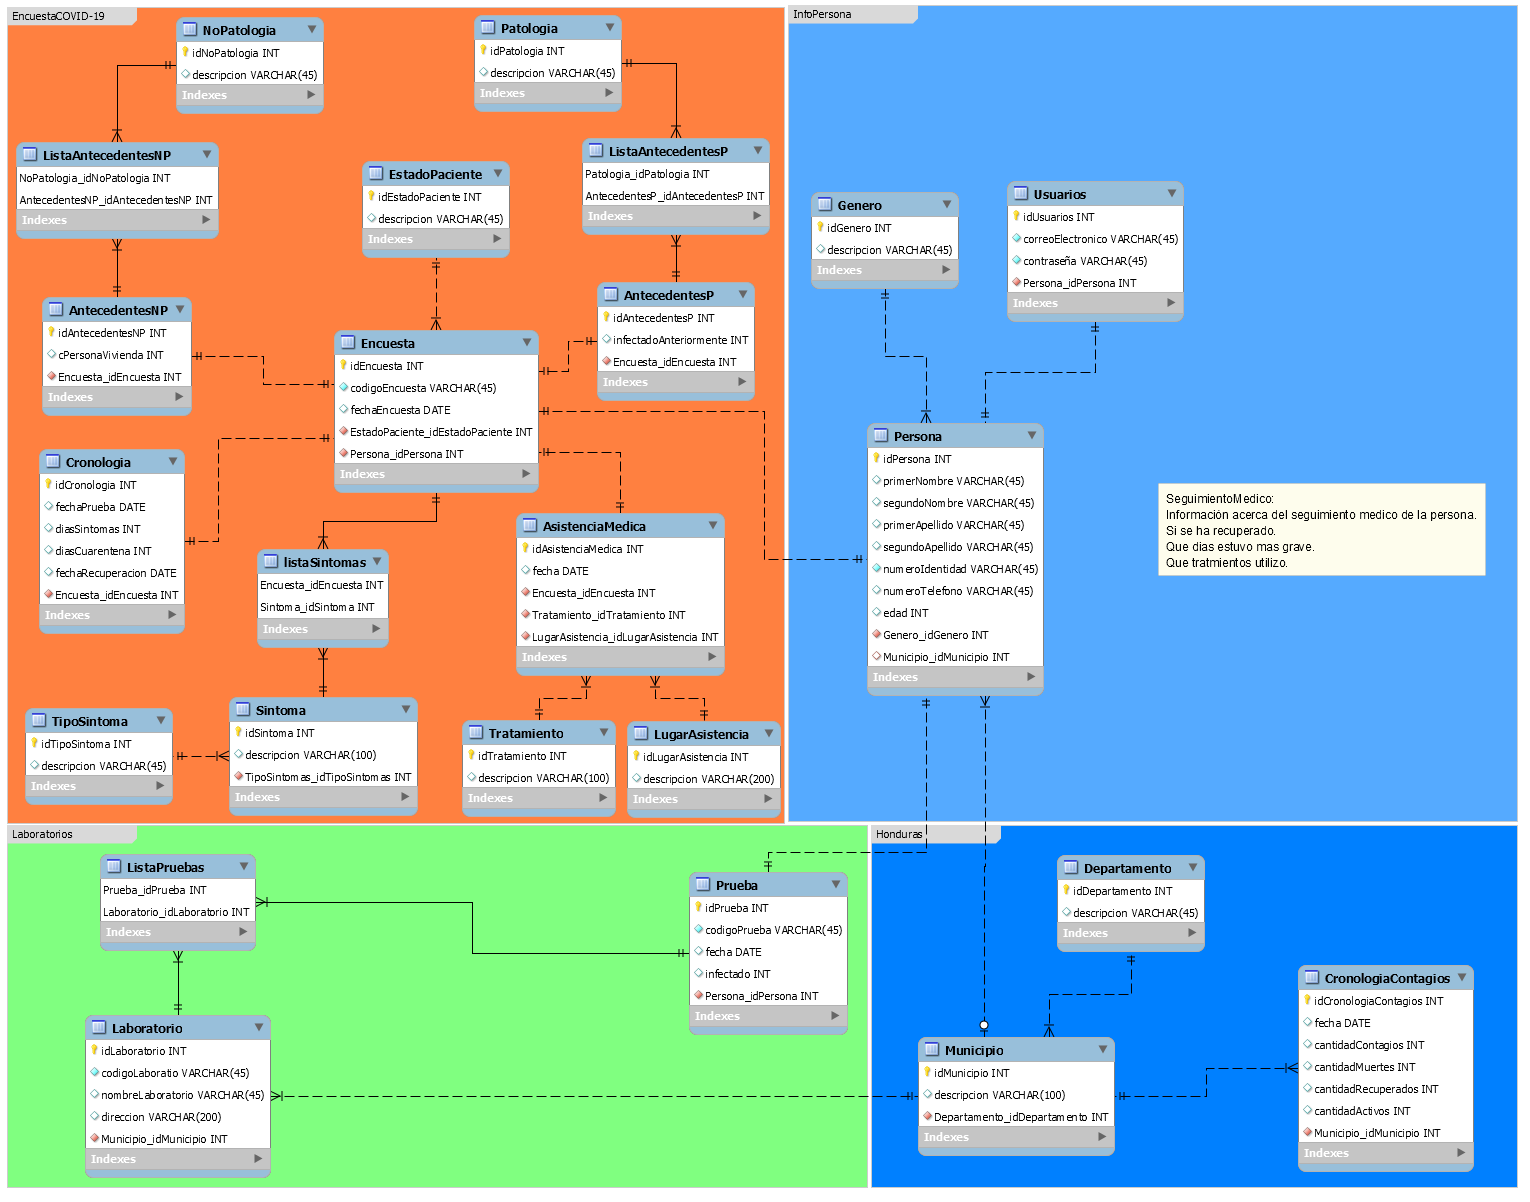 EncuestaCOVID-19
NoPatologia
idNoPatologia INT
descripcion VARCHAR(45)
Indexes
Patologia
idPatologia INT
descripcion VARCHAR(45)
Indexes
ListaAntecedentesNP
NoPatologia_idNoPatologia INT
AntecedentesNP_idAntecedentesNP INT
Indexes
EstadoPaciente
idEstadoPaciente INT
descripcion VARCHAR(45)
Indexes
ListaAntecedentesP
Patologia_idPatologia INT
AntecedentesP_idAntecedentesP INT
Indexes
AntecedentesNP
idAntecedentesNP INT
cPersonaVivienda INT
Encuesta_idEncuesta INT
Indexes
Encuesta
idEncuesta INT
codigoEncuesta VARCHAR(45)
fechaEncuesta DATE
EstadoPaciente_idEstadoPaciente INT
Persona_idPersona INT
Indexes
AntecedentesP
idAntecedentesP INT
infectadoAnteriormente INT
Encuesta_idEncuesta INT
Indexes
Cronologia
idCronologia INT
fechaPrueba DATE
diasSintomas INT
diasCuarentena INT
fechaRecuperacion DATE
Encuesta_idEncuesta INT
Indexes
listaSintomas
Encuesta_idEncuesta INT
Sintoma_idSintoma INT
Indexes
AsistenciaMedica
idAsistenciaMedica INT
fecha DATE
Encuesta_idEncuesta INT
Tratamiento_idTratamiento INT
LugarAsistencia_idLugarAsistencia INT
Indexes
TipoSintoma
idTipoSintoma INT
descripcion VARCHAR(45)
Indexes
Sintoma
idSintoma INT
descripcion VARCHAR(100)
TipoSintomas_idTipoSintomas INT
Indexes
Tratamiento
idTratamiento INT
descripcion VARCHAR(100)
Indexes
LugarAsistencia
idLugarAsistencia INT
descripcion VARCHAR(200)
Indexes
InfoPersona
Genero
idGenero INT
descripcion VARCHAR(45)
Indexes
Usuarios
idUsuarios INT
correoElectronico VARCHAR(45)
contraseña VARCHAR(45)
Persona_idPersona INT
Indexes
Persona
idPersona INT
primerNombre VARCHAR(45)
segundoNombre VARCHAR(45)
primerApellido VARCHAR(45)
segundoApellido VARCHAR(45)
numeroIdentidad VARCHAR(45)
numeroTelefono VARCHAR(45)
edad INT
Genero_idGenero INT
Municipio_idMunicipio INT
Indexes
SeguimientoMedico:
Información acerca del seguimiento medico de la persona.
Si se ha recuperado.
Que dias estuvo mas grave.
Que tratmientos utilizo.
Laboratorios
ListaPruebas
Prueba_idPrueba INT
Laboratorio_idLaboratorio INT
Indexes
Prueba
idPrueba INT
codigoPrueba VARCHAR(45)
fecha DATE
infectado INT
Persona_idPersona INT
Indexes
Laboratorio
idLaboratorio INT
codigoLaboratio VARCHAR(45)
nombreLaboratorio VARCHAR(45)
direccion VARCHAR(200)
Municipio_idMunicipio INT
Indexes
Honduras
Departamento
idDepartamento INT
descripcion VARCHAR(45)
Indexes
Municipio
idMunicipio INT
descripcion VARCHAR(100)
Departamento_idDepartamento INT
Indexes
CronologiaContagios
idCronologiaContagios INT
fecha DATE
cantidadContagios INT
cantidadMuertes INT
cantidadRecuperados INT
cantidadActivos INT
Municipio_idMunicipio INT
Indexes